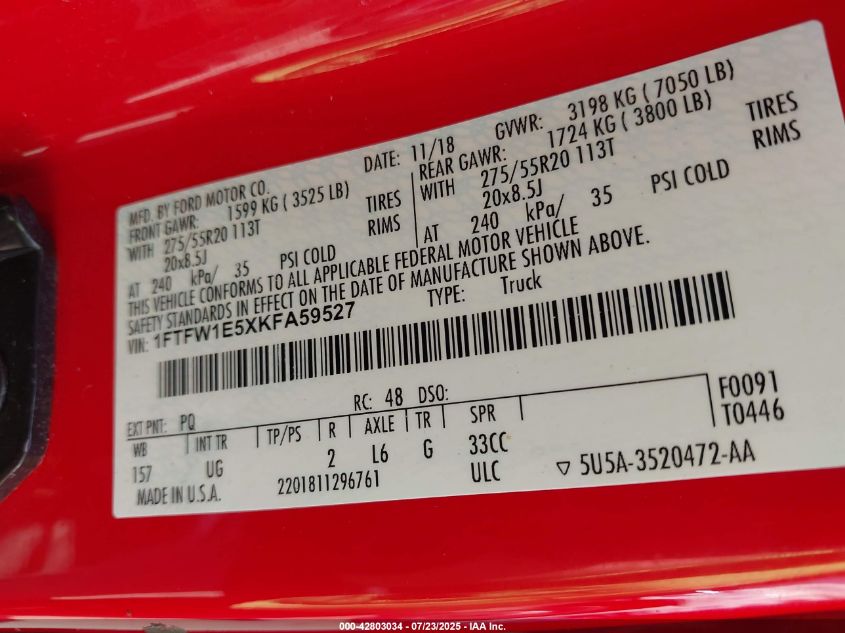 MFD. BY FORD MOTOR CO.
DATE: 11/18 GVWR: 3198 KG ( 7050 LB)
FRONT GAWR: 1599 KG ( 3525 LB)
REAR GAWR: 1724 KG ( 3800 LB)
WITH 275/55R20 113T TIRES
WITH 275/55R20 113T TIRES
20x8.5J RIMS
20x8.5J RIMS
AT 240 kPa/ 35 PSI COLD
AT 240 kPa/ 35 PSI COLD
THIS VEHICLE CONFORMS TO ALL APPLICABLE FEDERAL MOTOR VEHICLE
SAFETY STANDARDS IN EFFECT ON THE DATE OF MANUFACTURE SHOWN ABOVE.
VIN: 1FTFW1E5XKFA59527 TYPE: Truck
EXT PNT: PQ RC: 48 DSO: F0091
WB INT TR TP/PS R AXLE TR SPR T0446
157 UG 2 L6 G 33CC
MADE IN U.S.A. 2201811296761 ULC ▽ 5U5A-3520472-AA
000-42803034 - 07/23/2025 - IAA Inc.